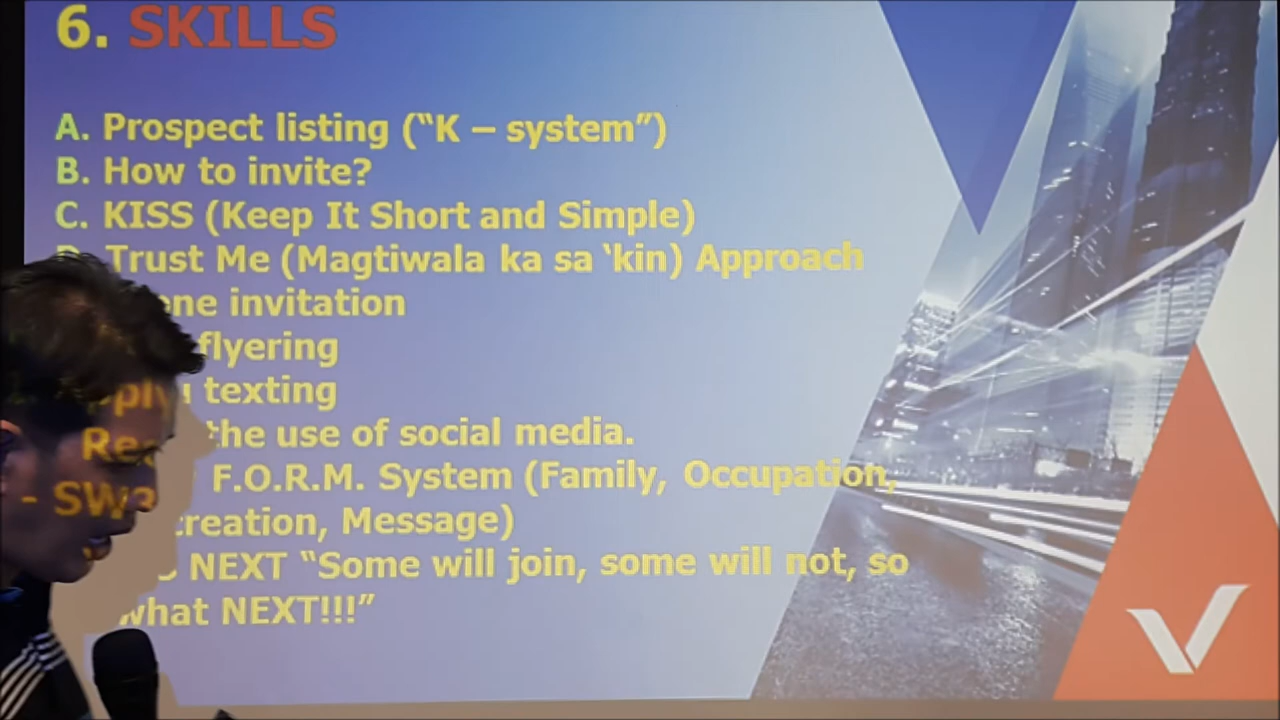 6. SKILLS
A. Prospect listing (“K – system”)
B. How to invite?
C. KISS (Keep It Short and Simple)
Trust Me (Magtiwala ka sa ‘kin) Approach
invitation
flyering
texting
the use of social media.
F.O.R.M. System (Family, Occupation,
Message)
NEXT “Some will join, some will not, so
what NEXT!!!”